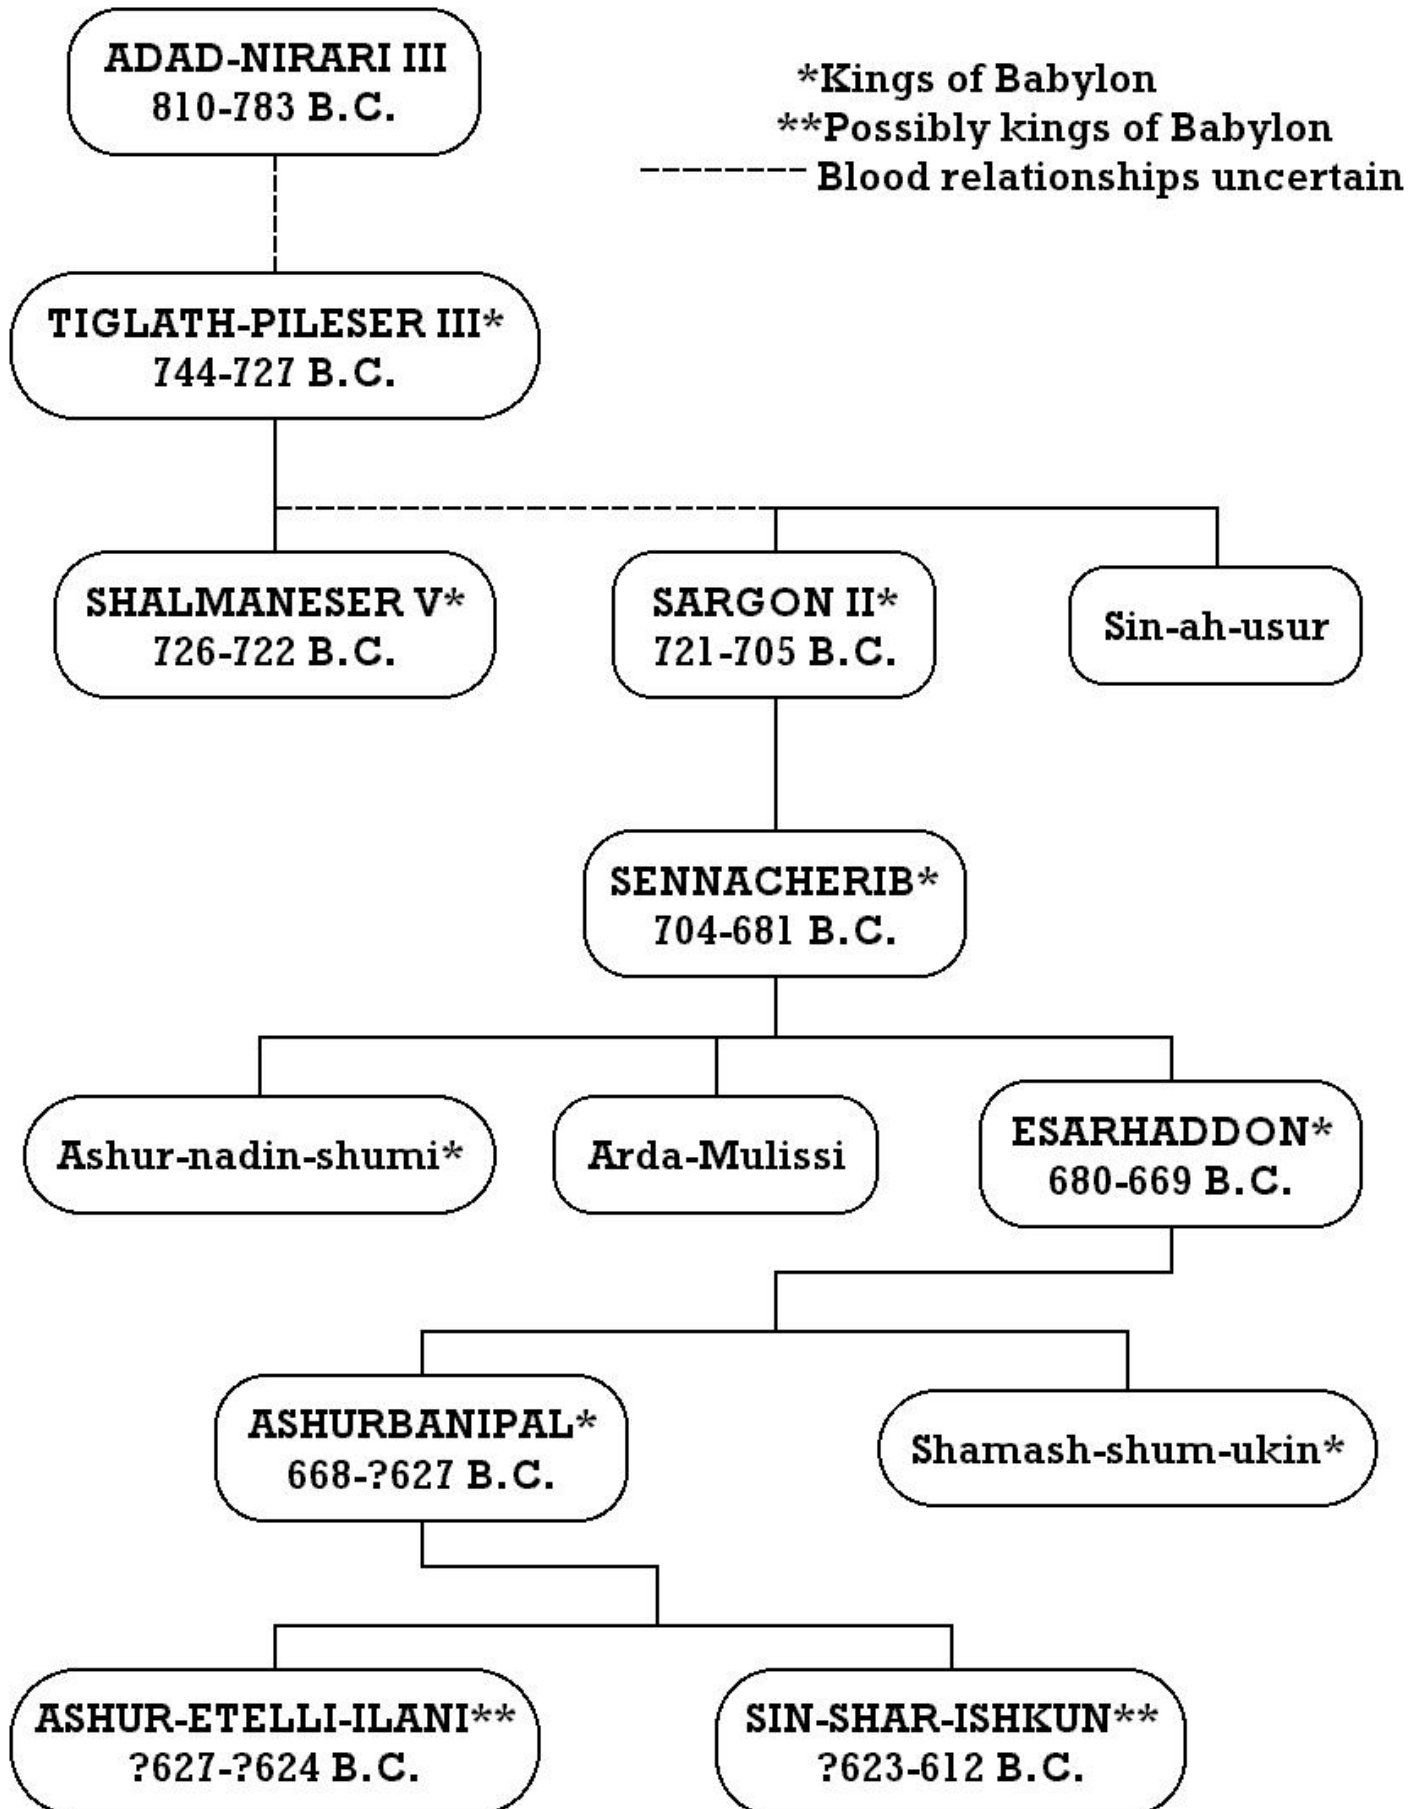 ADAD-NIRARI III
810-783 B.C.
*Kings of Babylon
**Possibly kings of Babylon
Blood relationships uncertain
TIGLATH-PILESER III*
744-727 B.C.
SHALMANESER V*
726-722 B.C.
SARGON II*
721-705 B.C.
Sin-ah-usur
SENNACHERIB*
704-681 B.C.
Ashur-nadin-shumi*
Arda-Mulissi
ESARHADDON*
680-669 B.C.
ASHURBANIPAL*
668-?627 B.C.
Shamash-shum-ukin*
ASHUR-ETELLI-ILANI**
?627-?624 B.C.
SIN-SHAR-ISHKUN**
?623-612 B.C.